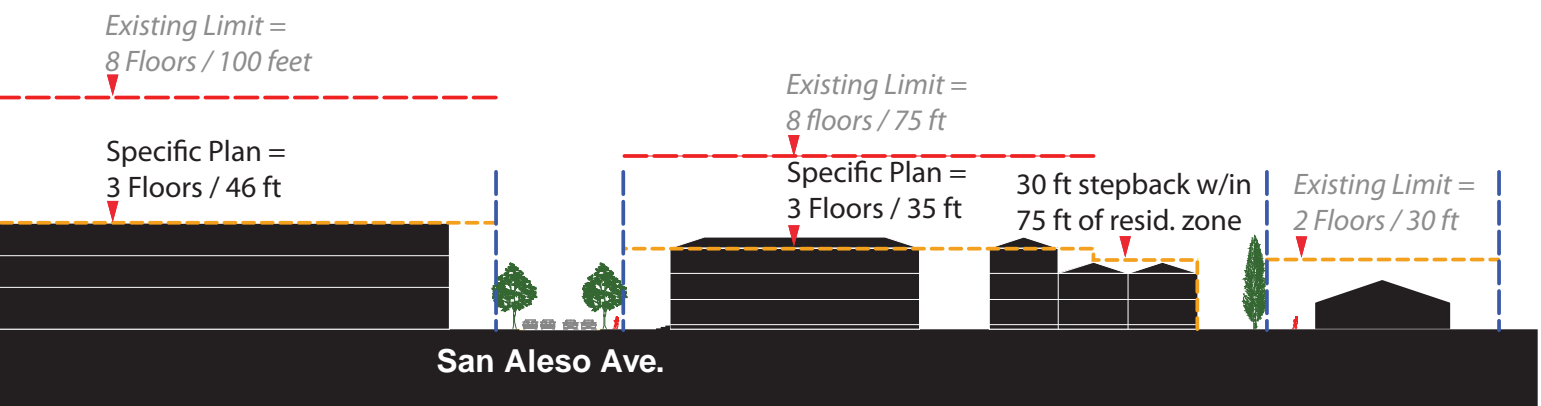 Existing Limit =
8 Floors / 100 feet
Specific Plan =
3 Floors / 46 ft
Existing Limit =
8 floors / 75 ft
Specific Plan =
3 Floors / 35 ft
30 ft stepback w/in
75 ft of resid. zone
Existing Limit =
2 Floors / 30 ft
San Aleso Ave.